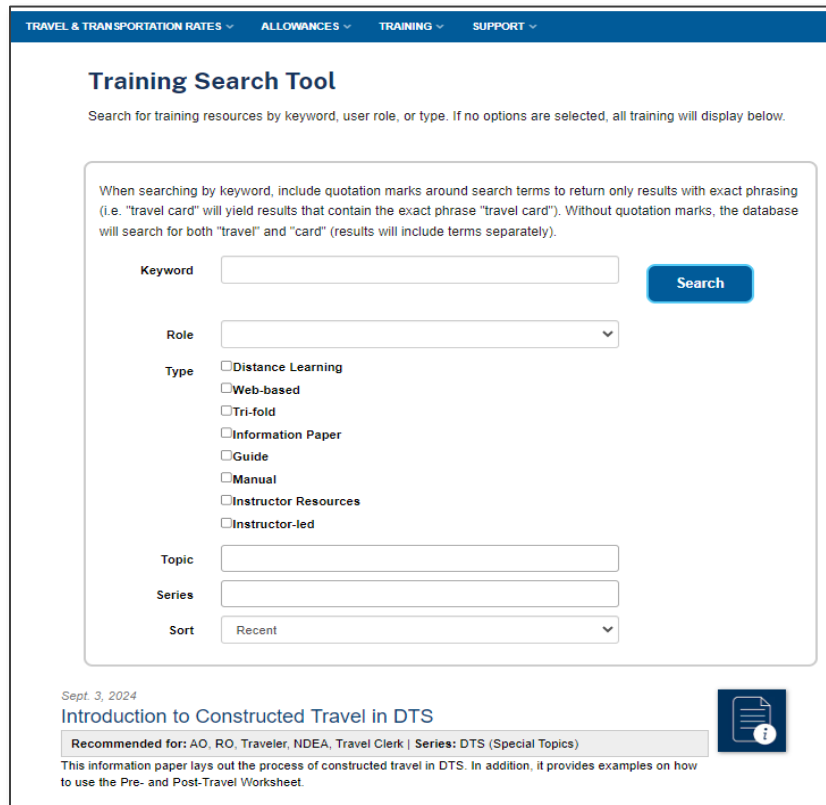 TRAVEL & TRANSPORTATION RATES ALLOWANCES TRAINING SUPPORT
Training Search Tool
Search for training resources by keyword, user role, or type. If no options are selected, all training will display below.
When searching by keyword, include quotation marks around search terms to return only results with exact phrasing
(i.e. "travel card" will yield results that contain the exact phrase "travel card"). Without quotation marks, the database
will search for both "travel" and "card" (results will include terms separately).
Keyword
Search
Role
Type
Distance Learning
Web-based
Tri-fold
Information Paper
Guide
Manual
Instructor Resources
Instructor-led
Topic
Series
Sort Recent
Sept. 3, 2024
Introduction to Constructed Travel in DTS
Recommended for: AO, RO, Traveler, NDEA, Travel Clerk | Series: DTS (Special Topics)
This information paper lays out the process of constructed travel in DTS. In addition, it provides examples on how
to use the Pre- and Post-Travel Worksheet.
i